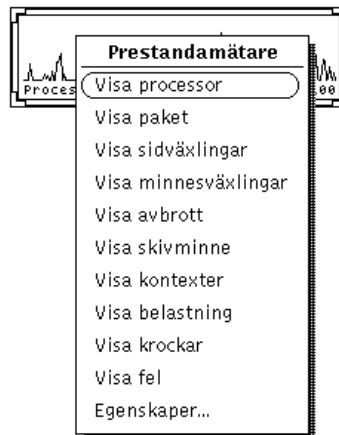 Prestandamätare
Visa processor
Visa paket
Visa sidväxlingar
Visa minnesväxlingar
Visa avbrott
Visa skivminne
Visa kontexter
Visa belastning
Visa krockar
Visa fel
Egenskaper...